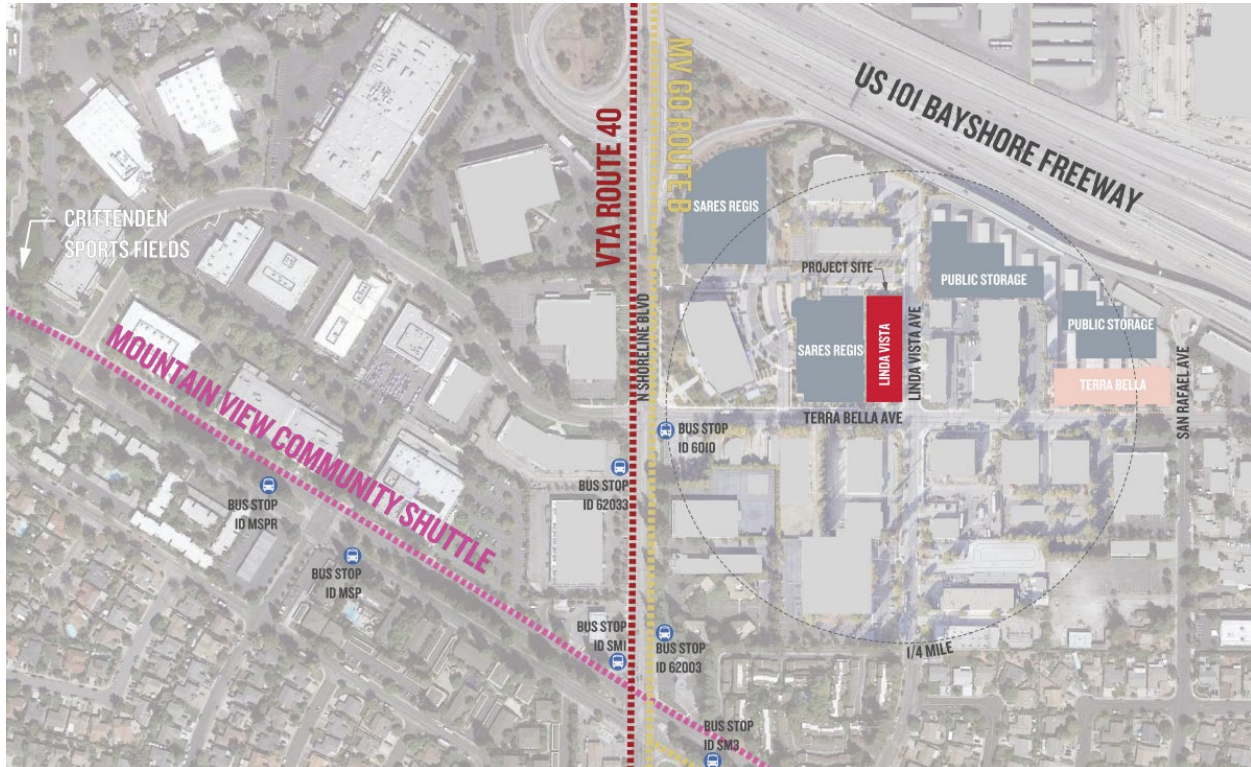 US 101 BAYSHORE FREEWAY
VTA ROUTE 40
MV GO ROUTE B
SARES REGIS
CRITTENDEN
SPORTS FIELDS
PROJECT SITE
PUBLIC STORAGE
N SHORELINE BLVD
SARES REGIS
LINDA VISTA
LINDA VISTA AVE
PUBLIC STORAGE
TERRA BELLA
SAN RAFAEL AVE
TERRA BELLA AVE
MOUNTAIN VIEW COMMUNITY SHUTTLE
BUS STOP
ID 6010
BUS STOP
ID 62033
BUS STOP
ID MSPR
BUS STOP
ID MSP
BUS STOP
ID SM1
BUS STOP
ID 62003
1/4 MILE
BUS STOP
ID SM3